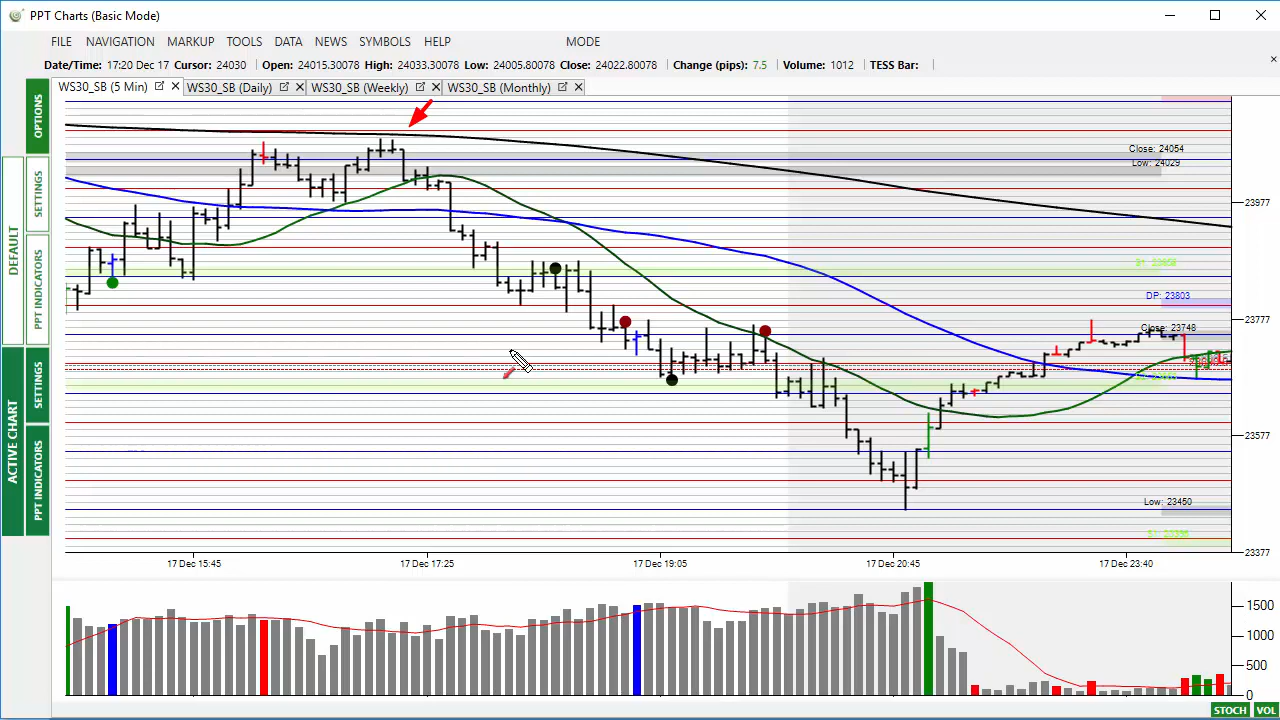 PPT Charts (Basic Mode)
FILE NAVIGATION MARKUP TOOLS DATA NEWS SYMBOLS HELP MODE
Date/Time: 17:20 Dec 17 Cursor: 24030 Open: 24015.30078 High: 24033.30078 Low: 24005.80078 Close: 24022.80078 Change (pips): 7.5 Volume: 1012 TESS Bar:
WS30_SB (5 Min) WS30_SB (Daily) WS30_SB (Weekly) WS30_SB (Monthly)
OPTIONS
SETTINGS
PPT INDICATORS
DEFAULT
SETTINGS
PPT INDICATORS
ACTIVE CHART
Close: 24054
Low: 24029
23977
DP: 23803
23777
Close: 23748
23577
Low: 23450
S1: 23396
23377
17 Dec 15:45 17 Dec 17:25 17 Dec 19:05 17 Dec 20:45 17 Dec 23:40
1500
1000
500
0
STOCH VOL